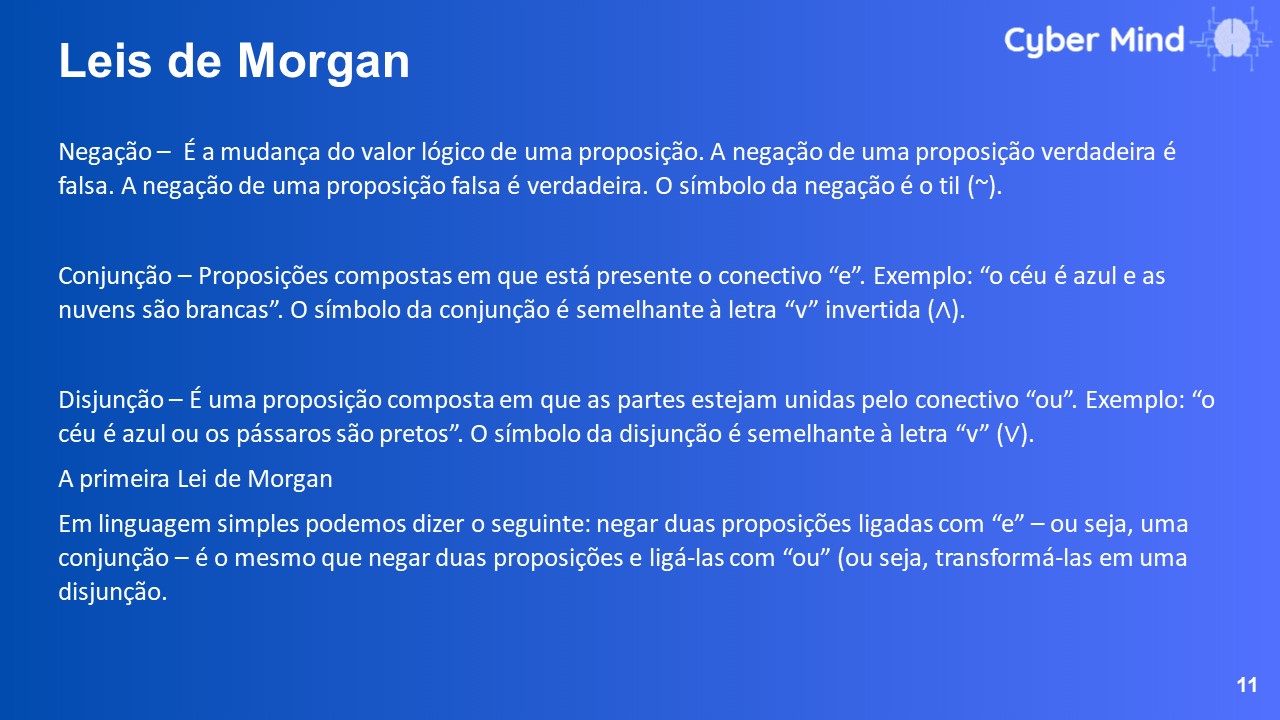 Leis de Morgan
Cyber Mind
Negação – É a mudança do valor lógico de uma proposição. A negação de uma proposição verdadeira é
falsa. A negação de uma proposição falsa é verdadeira. O símbolo da negação é o til (~).
Conjunção – Proposições compostas em que está presente o conectivo “e”. Exemplo: “o céu é azul e as
nuvens são brancas”. O símbolo da conjunção é semelhante à letra “v” invertida (Λ).
Disjunção – É uma proposição composta em que as partes estejam unidas pelo conectivo “ou”. Exemplo: “o
céu é azul ou os pássaros são pretos”. O símbolo da disjunção é semelhante à letra “v” (V).
A primeira Lei de Morgan
Em linguagem simples podemos dizer o seguinte: negar duas proposições ligadas com “e” – ou seja, uma
conjunção – é o mesmo que negar duas proposições e ligá-las com “ou” (ou seja, transformá-las em uma
disjunção.
11